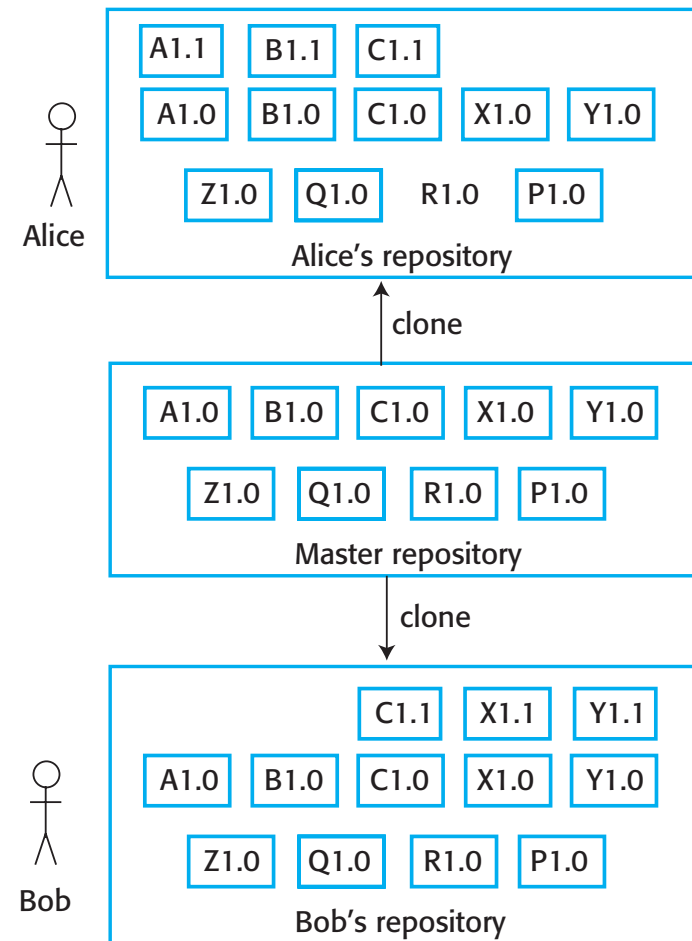 A1.1 B1.1 C1.1
A1.0 B1.0 C1.0 X1.0 Y1.0
Z1.0 Q1.0 R1.0 P1.0
Alice
Alice's repository
clone
A1.0 B1.0 C1.0 X1.0 Y1.0
Z1.0 Q1.0 R1.0 P1.0
Master repository
clone
C1.1 X1.1 Y1.1
A1.0 B1.0 C1.0 X1.0 Y1.0
Z1.0 Q1.0 R1.0 P1.0
Bob
Bob's repository